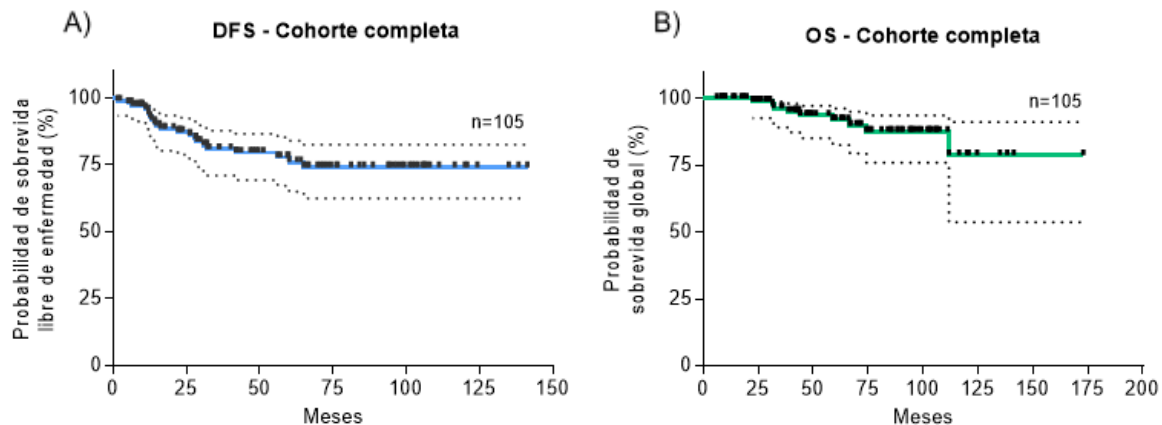 A)
DFS - Cohorte completa
Probabilidad de sobrevida
libre de enfermedad (%)
100
75
50
25
0
n=105
0 25 50 75 100 125 150
Meses
B)
OS - Cohorte completa
Probabilidad de
sobrevida global (%)
100
75
50
25
0
n=105
0 25 50 75 100 125 150 175 200
Meses